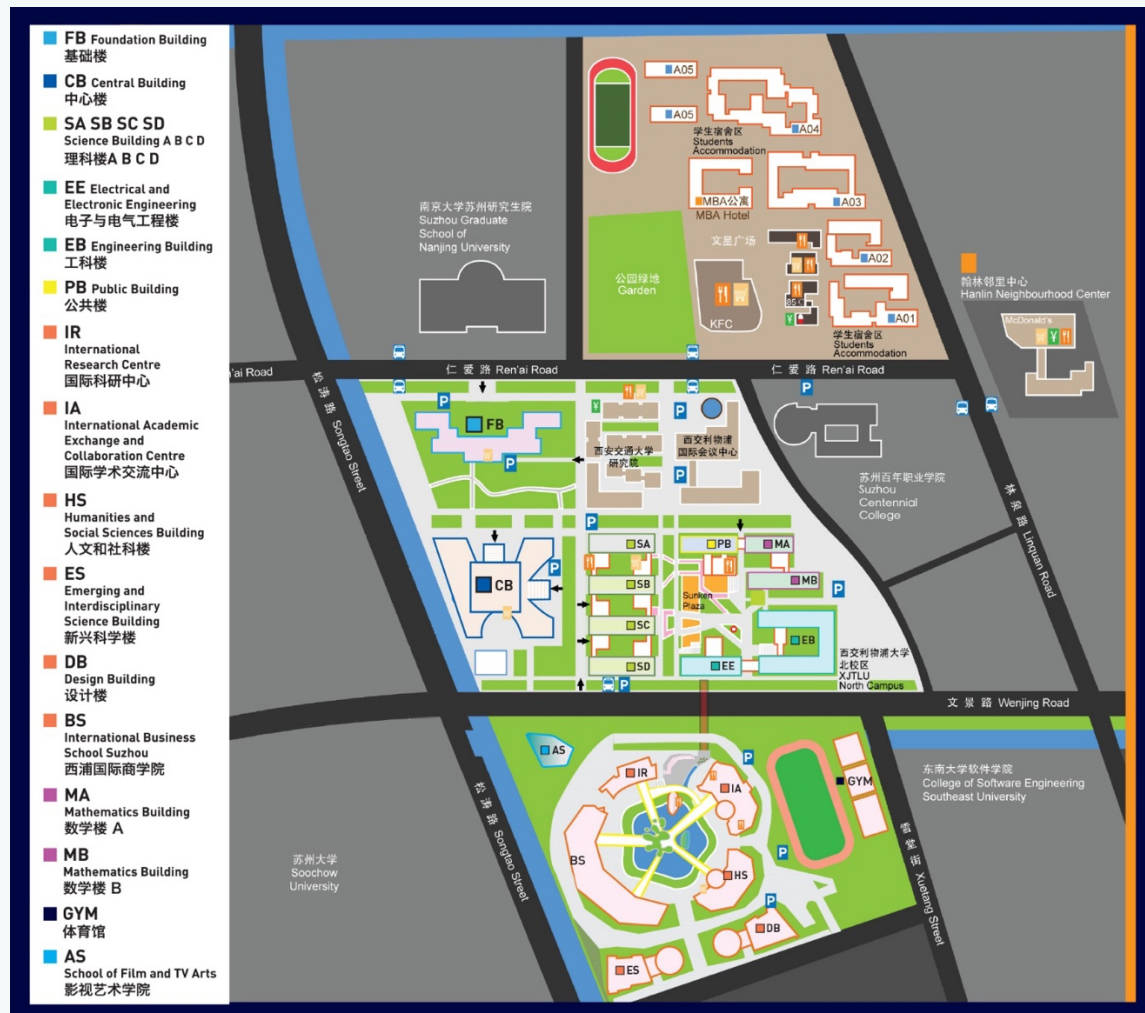 FB Foundation Building
基础楼
CB Central Building
中心楼
SA SB SC SD
Science Building A B C D
理科楼A B C D
EE Electrical and
Electronic Engineering
电子与电气工程楼
EB Engineering Building
工科楼
PB Public Building
公共楼
IR
International
Research Centre
国际科研中心
IA
International Academic
Exchange and
Collaboration Centre
国际学术交流中心
HS
Humanities and
Social Sciences Building
人文和社科楼
ES
Emerging and
Interdisciplinary
Science Building
新兴科学楼
DB
Design Building
设计楼
BS
International Business
School Suzhou
西浦国际商学院
MA
Mathematics Building
数学楼 A
MB
Mathematics Building
数学楼 B
GYM
体育馆
AS
School of Film and TV Arts
影视艺术学院
A05
A05
A04
学生宿舍区
Students
Accommodation
MBA公寓
MBA Hotel
A03
南京大学苏州研究生院
Suzhou Graduate
School of
Nanjing University
文星广场
A02
公园绿地
Garden
KFC
85
A01
学生宿舍区
Students
Accommodation
翰林邻里中心
Hanlin Neighbourhood Center
McDonald's
n'ai Road
仁爱路 Ren'ai Road
仁爱路 Ren'ai Road
松涛路 Songtao Street
P
P
P
FB
西安交通大学
研究院
西交利物浦
国际会议中心
P
P
苏州百年职业学院
Suzhou
Centennial
College
林泉路 Linquan Road
P
SA
PB
MA
P
CB
SB
MB
P
Sunken
Plaza
SC
EB
SD
EE
西交利物浦大学
北校区
XJTLU
North Campus
P
文景路 Wenjing Road
AS
IR
P
IA
GYM
东南大学软件学院
College of Software Engineering
Southeast University
松涛路 Songtao Street
苏州大学
Soochow
University
BS
HS
P
P
DB
ES
雪堂街 Xuetang Street